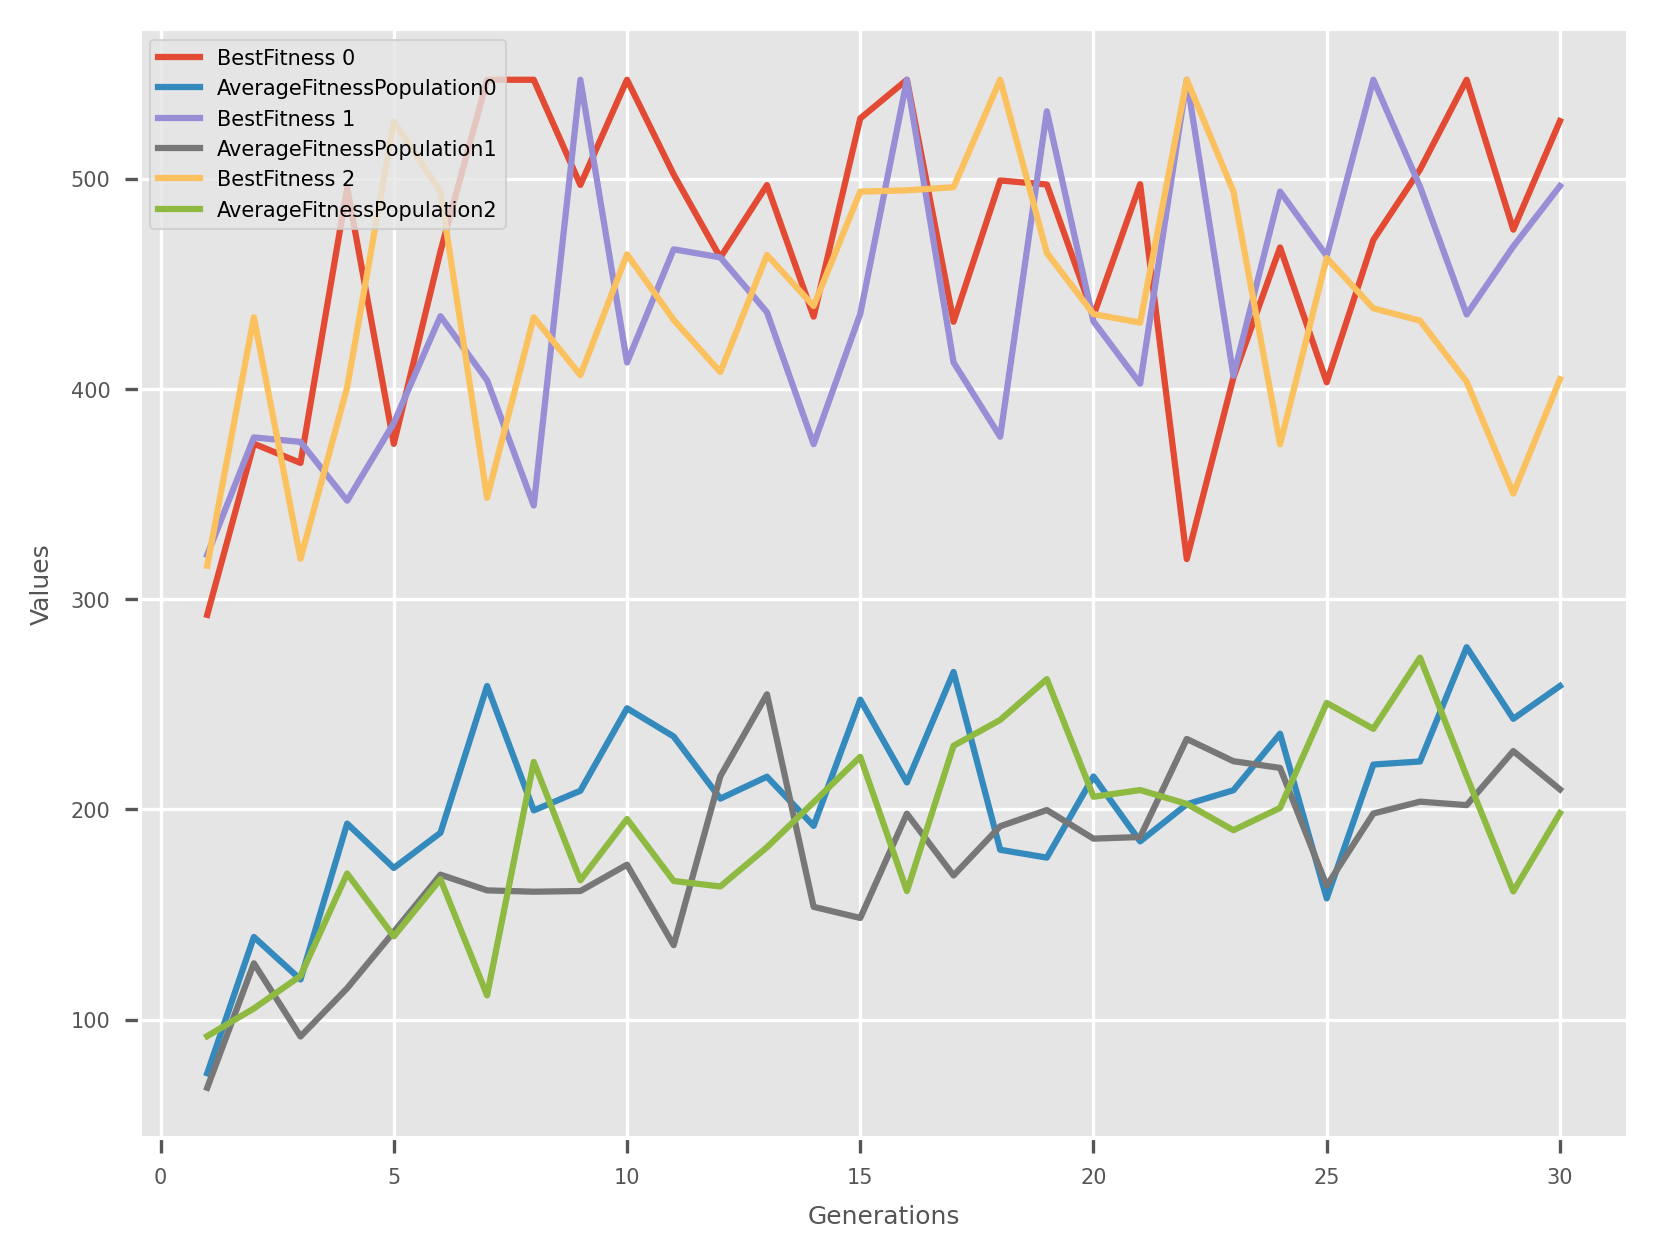 BestFitness 0
AverageFitnessPopulation0
BestFitness 1
AverageFitnessPopulation1
BestFitness 2
AverageFitnessPopulation2
500
400
300
200
100
Values
0 5 10 15 20 25 30
Generations